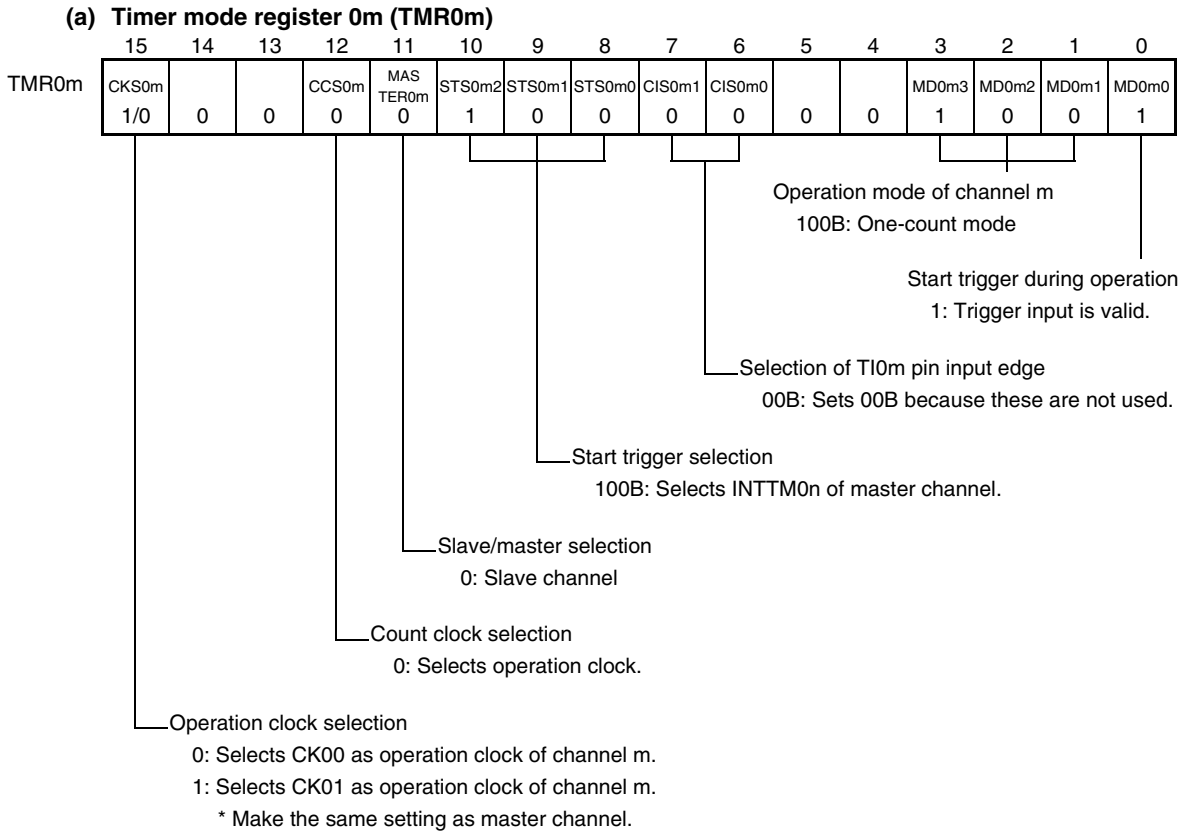 (a) Timer mode register 0m (TMR0m)
15 14 13 12 11 10 9 8 7 6 5 4 3 2 1 0
TMR0m
CKS0m CCS0m MAS TER0m STS0m2 STS0m1 STS0m0 CIS0m1 CIS0m0 MD0m3 MD0m2 MD0m1 MD0m0
1/0 0 0 0 0 1 0 0 0 0 0 0 1 0 0 1
Operation mode of channel m
100B: One-count mode
Start trigger during operation
1: Trigger input is valid.
Selection of TI0m pin input edge
00B: Sets 00B because these are not used.
Start trigger selection
100B: Selects INTTM0n of master channel.
Slave/master selection
0: Slave channel
Count clock selection
0: Selects operation clock.
Operation clock selection
0: Selects CK00 as operation clock of channel m.
1: Selects CK01 as operation clock of channel m.
* Make the same setting as master channel.